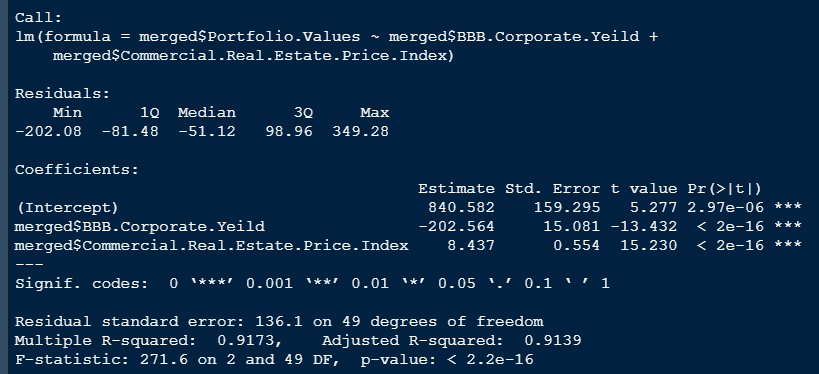 Call:
lm(formula = merged$Portfolio.Values ~ merged$BBB.Corporate.Yeild +
    merged$Commercial.Real.Estate.Price.Index)
Residuals:
    Min      1Q  Median      3Q     Max
-202.08  -81.48  -51.12   98.96  349.28
Coefficients:
                                          Estimate Std. Error t value Pr(>|t|)
(Intercept)                                840.582    159.295   5.277 2.97e-06 ***
merged$BBB.Corporate.Yeild                -202.564     15.081 -13.432  < 2e-16 ***
merged$Commercial.Real.Estate.Price.Index    8.437      0.554  15.230  < 2e-16 ***
---
Signif. codes:  0 ‘***’ 0.001 ‘**’ 0.01 ‘*’ 0.05 ‘.’ 0.1 ‘ ’ 1
Residual standard error: 136.1 on 49 degrees of freedom
Multiple R-squared:  0.9173,	Adjusted R-squared:  0.9139
F-statistic: 271.6 on 2 and 49 DF,  p-value: < 2.2e-16